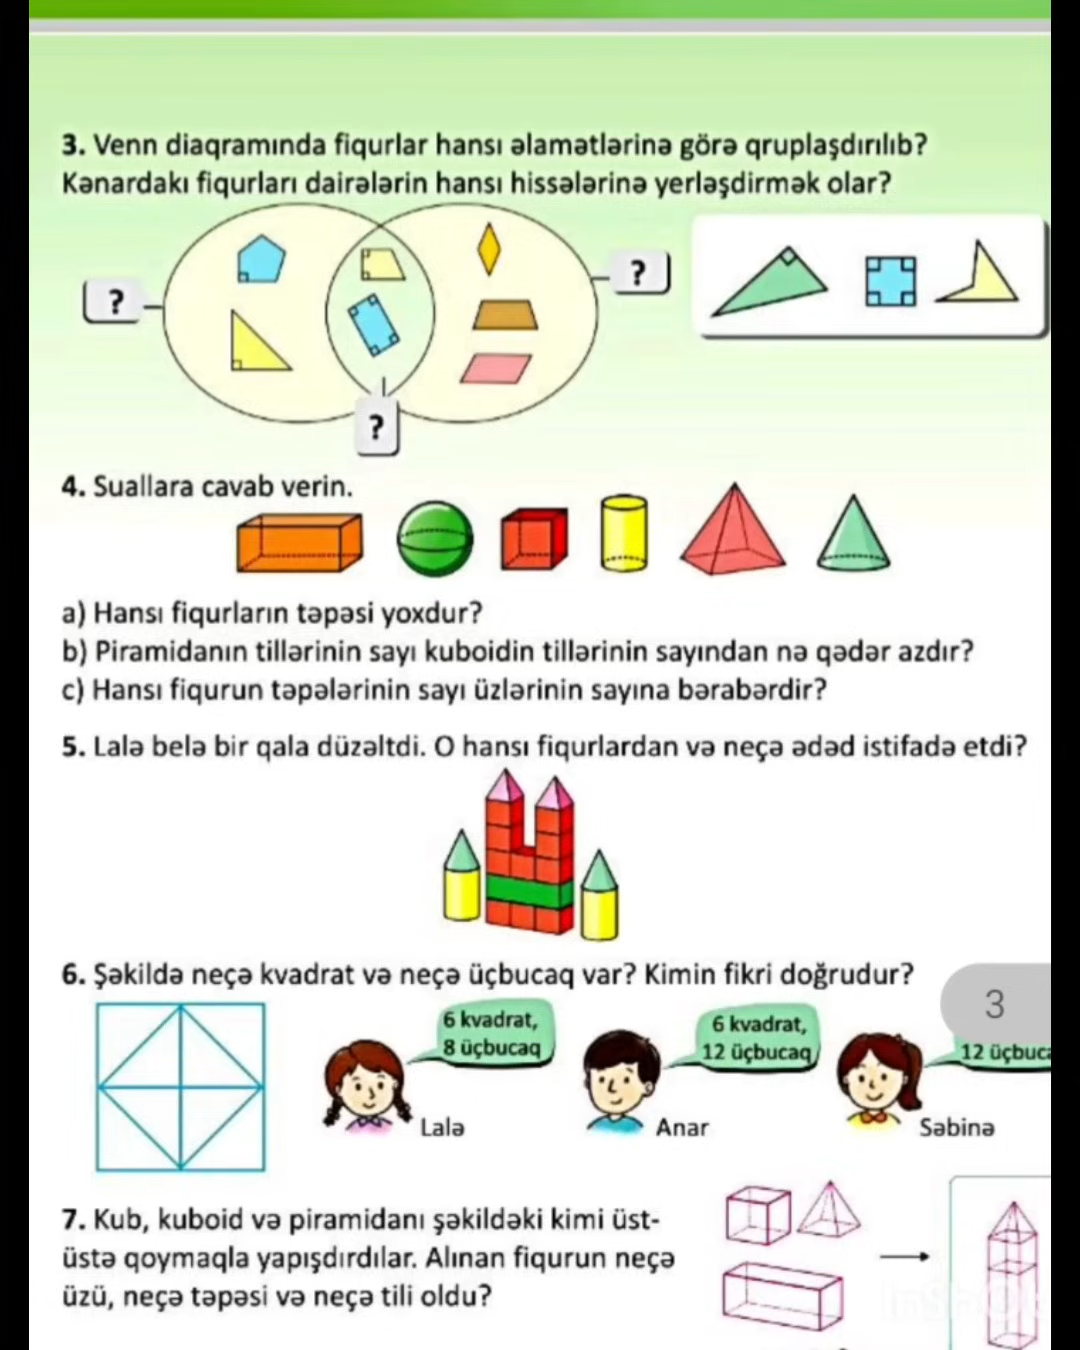 3. Venn diaqramında fiqurlar hansı əlamətlərinə görə qruplaşdırılıb?
Kənardakı fiqurları dairələrin hansı hissələrinə yerləşdirmək olar?
?
?
?
4. Suallara cavab verin.
a) Hansı fiqurların təpəsi yoxdur?
b) Piramidanın tillərinin sayı kuboidin tillərinin sayından nə qədər azdır?
c) Hansı fiqurun təpələrinin sayı üzlərinin sayına bərabərdir?
5. Lalə belə bir qala düzəltdi. O hansı fiqurlardan və neçə ədəd istifadə etdi?
6. Şəkildə neçə kvadrat və neçə üçbucaq var? Kimin fikri doğrudur?
3
6 kvadrat,
8 üçbucaq
Lalə
6 kvadrat,
12 üçbucaq
Anar
12 üçbuc
Səbinə
7. Kub, kuboid və piramidanı şəkildəki kimi üst-
üstə qoymaqla yapışdırdılar. Alınan fiqurun neçə
üzü, neçə təpəsi və neçə tili oldu?